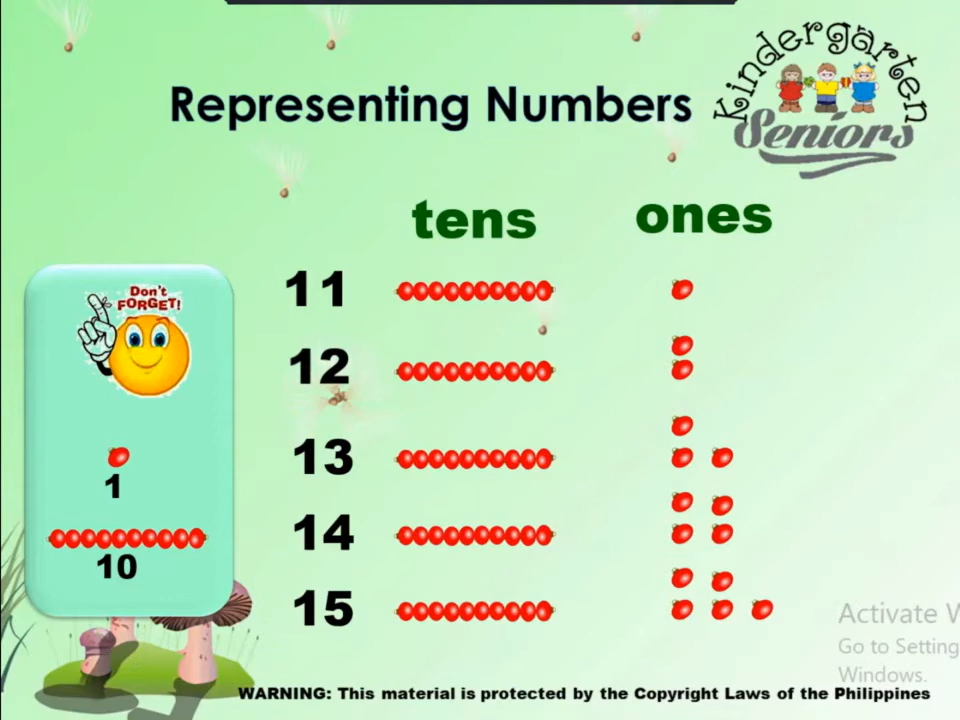 Representing Numbers
Kindergarten
Seniors
tens ones
Don't
FORGET!
1
10
11
12
13
14
15
Activate W
Go to Setting
Windows.
WARNING: This material is protected by the Copyright Laws of the Philippines